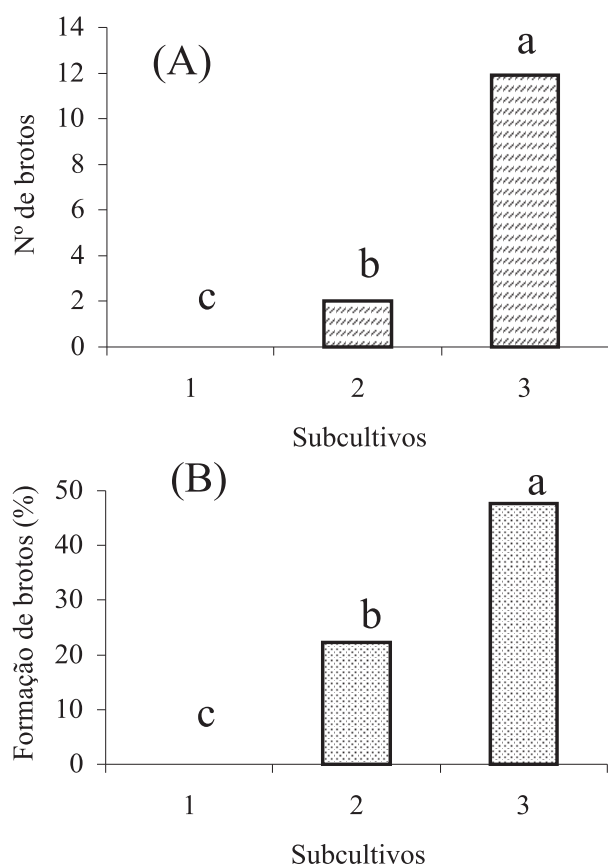 (A)
Nº de brotos
14
12
10
8
6
4
2
0
c
b
a
1 2 3
Subcultivos
(B)
Formação de brotos (%)
50
40
30
20
10
0
c
b
a
1 2 3
Subcultivos